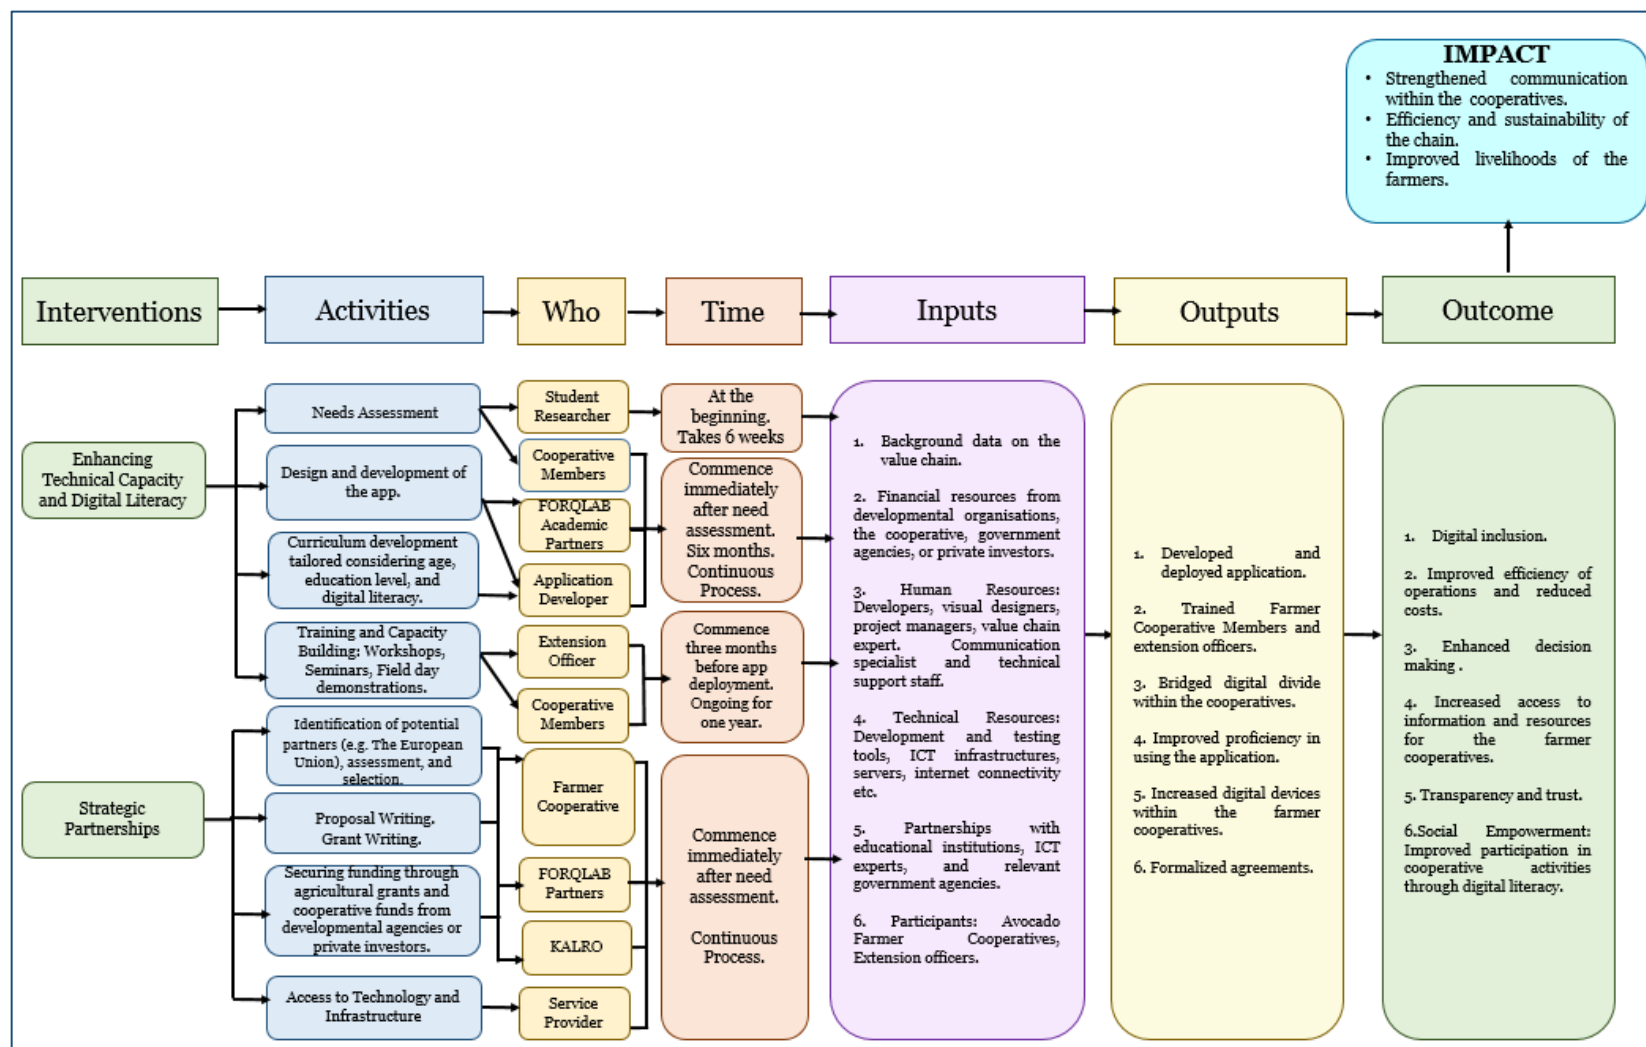 IMPACT
• Strengthened communication
within the cooperatives.
• Efficiency and sustainability of
the chain.
• Improved livelihoods of the
farmers.
Interventions
Activities
Who
Time
Inputs
Outputs
Outcome
Enhancing
Technical Capacity
and Digital Literacy
Strategic
Partnerships
Needs Assessment
Design and development of
the app.
Curriculum development
tailored considering age,
education level, and
digital literacy.
Training and Capacity
Building: Workshops,
Seminars, Field day
demonstrations.
Identification of potential
partners (e.g. The European
Union), assessment, and
selection.
Proposal Writing.
Grant Writing.
Securing funding through
agricultural grants and
cooperative funds from
developmental agencies or
private investors.
Access to Technology and
Infrastructure
Student
Researcher
Cooperative
Members
FORQLAB
Academic
Partners
Application
Developer
Extension
Officer
Cooperative
Members
Farmer
Cooperative
FORQLAB
Partners
KALRO
Service
Provider
At the
beginning.
Takes 6 weeks
Commence
immediately
after need
assessment.
Six months.
Continuous
Process.
Commence
three months
before app
deployment.
Ongoing for
one year.
Commence
immediately
after need
assessment.
Continuous
Process.
1. Background data on the
value chain.
2. Financial resources from
developmental organisations,
the cooperative, government
agencies, or private investors.
3. Human Resources:
Developers, visual designers,
project managers, value chain
expert. Communication
specialist and technical
support staff.
4. Technical Resources:
Development and testing
tools, ICT infrastructures,
servers, internet connectivity
etc.
5. Partnerships with
educational institutions, ICT
experts, and relevant
government agencies.
6. Participants: Avocado
Farmer Cooperatives,
Extension officers.
1. Developed and
deployed application.
2. Trained Farmer
Cooperative Members and
extension officers.
3. Bridged digital divide
within the cooperatives.
4. Improved proficiency in
using the application.
5. Increased digital devices
within the farmer
cooperatives.
6. Formalized agreements.
1. Digital inclusion.
2. Improved efficiency of
operations and reduced
costs.
3. Enhanced decision
making .
4. Increased access to
information and resources
for the farmer
cooperatives.
5. Transparency and trust.
6.Social Empowerment:
Improved participation in
cooperative activities
through digital literacy.